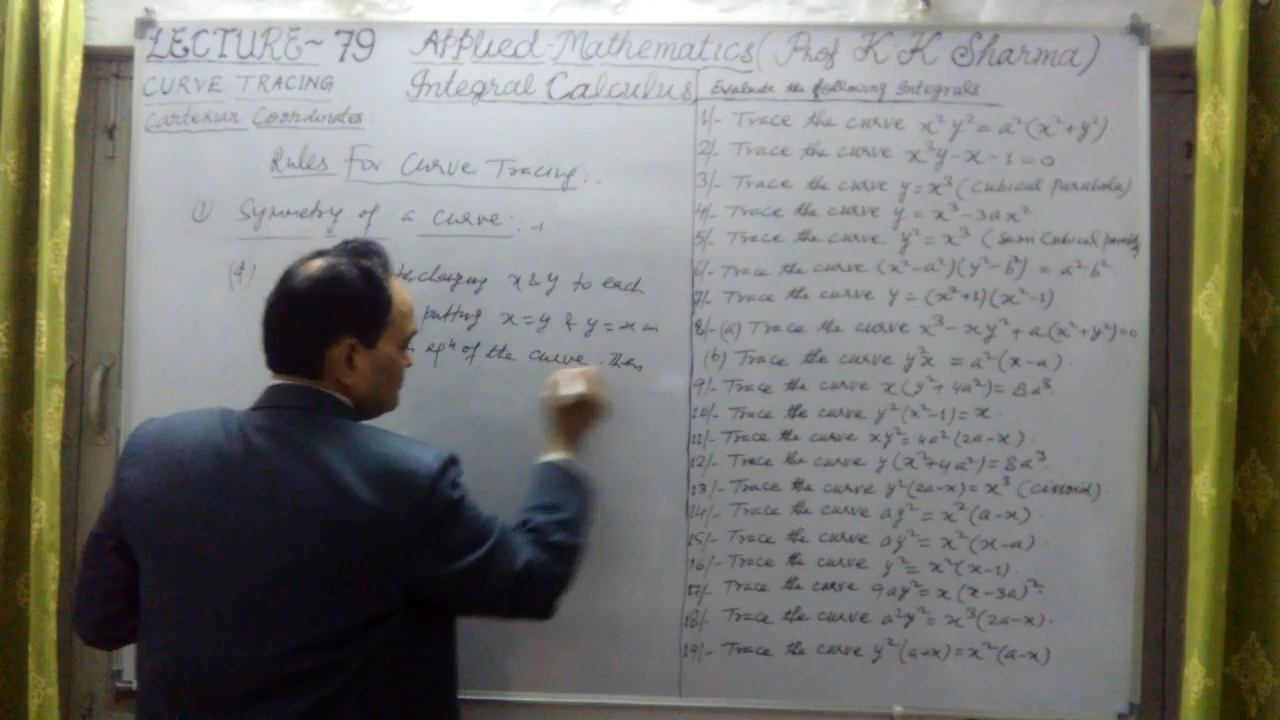 LECTURE~79 Applied-Mathematics (Prof K.K. Sharma)
CURVE TRACING Integral Calculus
Cartesian Coordinates
Rules For Curve Tracing:-
(1) Symmetry of a curve:-
x & y to each
putting x=y & y=x in
eqn of the curve. Then
Evaluate the following Integrals
1/- Trace the curve x²y² = a²(x²+y²)
2/- Trace the curve x³y-x-1=0
3/- Trace the curve y=x³ (Cubical parabola)
4/- Trace the curve y=x³-3ax²
5/- Trace the curve y²=x³ (Semi Cubical
6/- Trace the curve (x²-a²)(y²-b²) = a²b².
7/- Trace the curve y=(x²+1)(x²-1)
8/- (a) Trace the curve x³-xy²+a(x²+y²)=0
(b) Trace the curve y²x = a²(x-a).
9/- Trace the curve x(y²+4a²)=8a³.
10/- Trace the curve y²(x²-1)=x.
11/- Trace the curve xy²=4a²(2a-x).
12/- Trace the curve y(x²+4a²)=8a³.
13/- Trace the curve y²(2a-x)=x³ (cissoid).
14/- Trace the curve ay²=x²(a-x).
15/- Trace the curve ay²=x²(x-a).
16/- Trace the curve y²=x²(x-1).
17/- Trace the curve 9ay²=x(x-3a)².
18/- Trace the curve a²y²=x³(2a-x).
19/- Trace the curve y²(a+x)=x²(a-x)